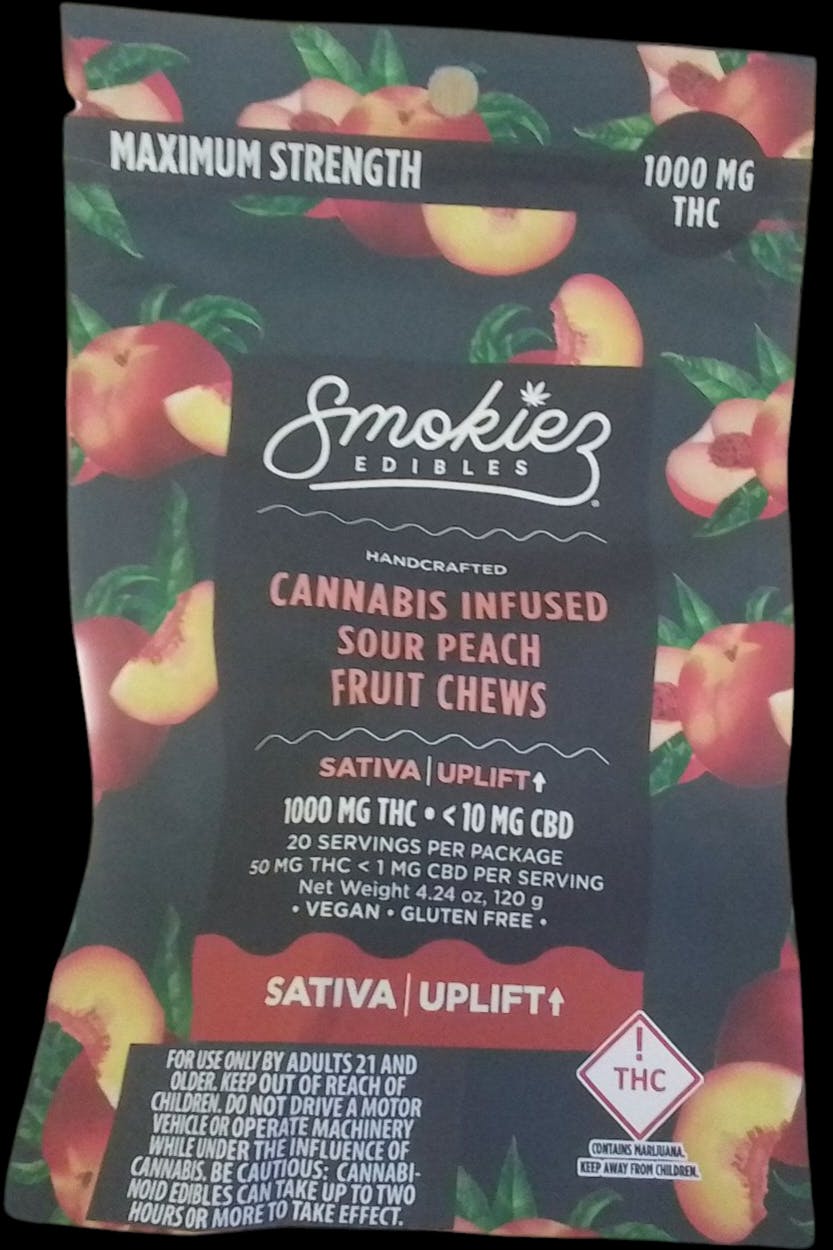 MAXIMUM STRENGTH
1000 MG
THC
Smokiez
EDIBLES
HANDCRAFTED
CANNABIS INFUSED
SOUR PEACH
FRUIT CHEWS
SATIVA|UPLIFT↑
1000 MG THC • < 10 MG CBD
20 SERVINGS PER PACKAGE
50 MG THC < 1 MG CBD PER SERVING
Net Weight 4.24 oz, 120 g
• VEGAN • GLUTEN FREE •
SATIVA|UPLIFT↑
FOR USE ONLY BY ADULTS 21 AND
OLDER. KEEP OUT OF REACH OF
CHILDREN. DO NOT DRIVE A MOTOR
VEHICLE OR OPERATE MACHINERY
WHILE UNDER THE INFLUENCE OF
CANNABIS. BE CAUTIOUS: CANNABI-
NOID EDIBLES CAN TAKE UP TO TWO
HOURS OR MORE TO TAKE EFFECT.
!
THC
CONTAINS MARIJUANA.
KEEP AWAY FROM CHILDREN.